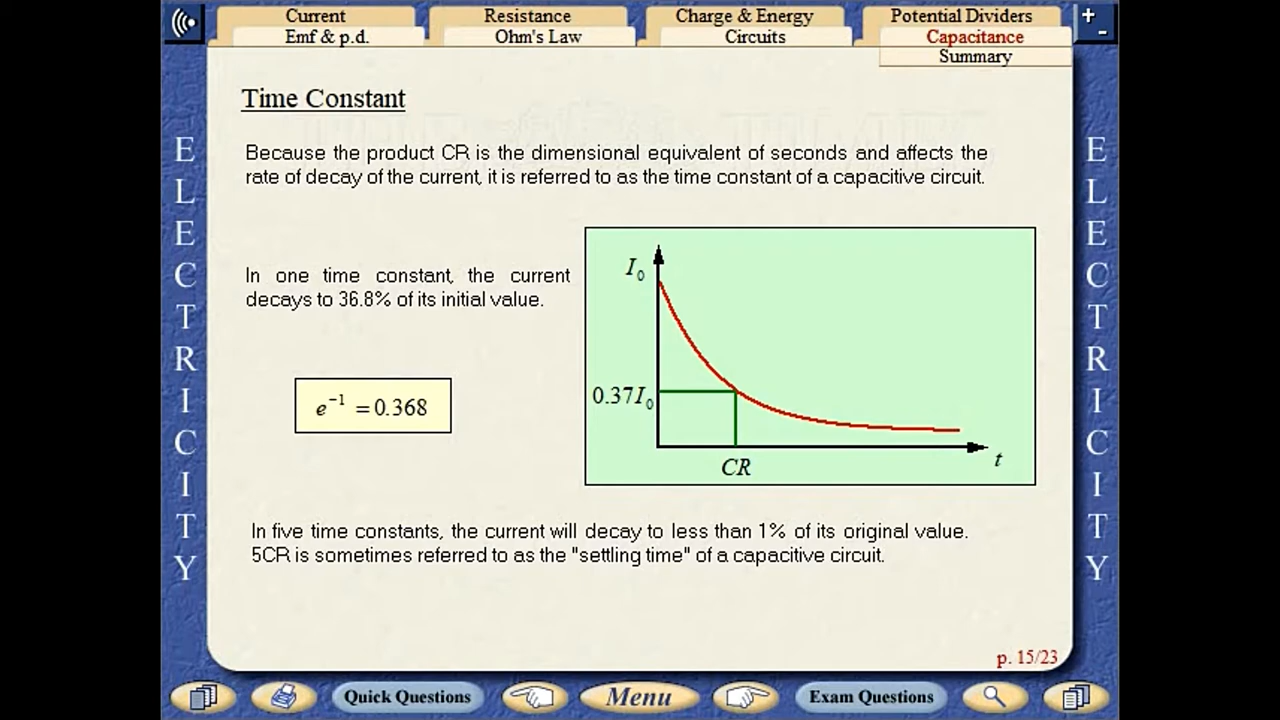 Current
Resistance
Charge & Energy
Potential Dividers
Emf & p.d.
Ohm's Law
Circuits
Capacitance
Summary
+
-
Time Constant
Because the product CR is the dimensional equivalent of seconds and affects the
rate of decay of the current, it is referred to as the time constant of a capacitive circuit.
In one time constant, the current
decays to 36.8% of its initial value.
e⁻¹ = 0.368
I₀
0.37I₀
CR
t
In five time constants, the current will decay to less than 1% of its original value.
5CR is sometimes referred to as the "settling time" of a capacitive circuit.
ELECTRICITY
ELECTRICITY
p. 15/23
Quick Questions
Menu
Exam Questions